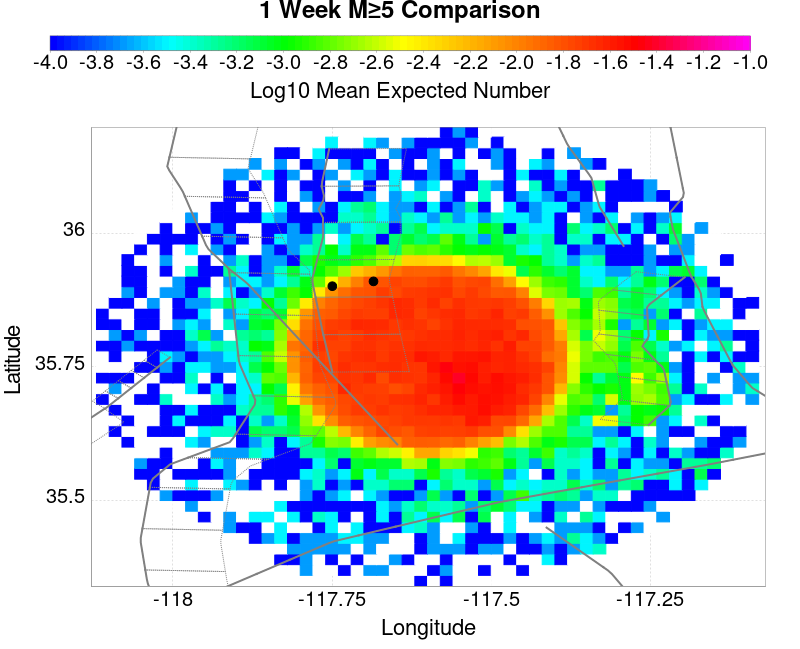 1 Week M≥5 Comparison
-4.0 -3.8 -3.6 -3.4 -3.2 -3.0 -2.8 -2.6 -2.4 -2.2 -2.0 -1.8 -1.6 -1.4 -1.2 -1.0
Log10 Mean Expected Number
36
35.75
35.5
Latitude
-118 -117.75 -117.5 -117.25
Longitude